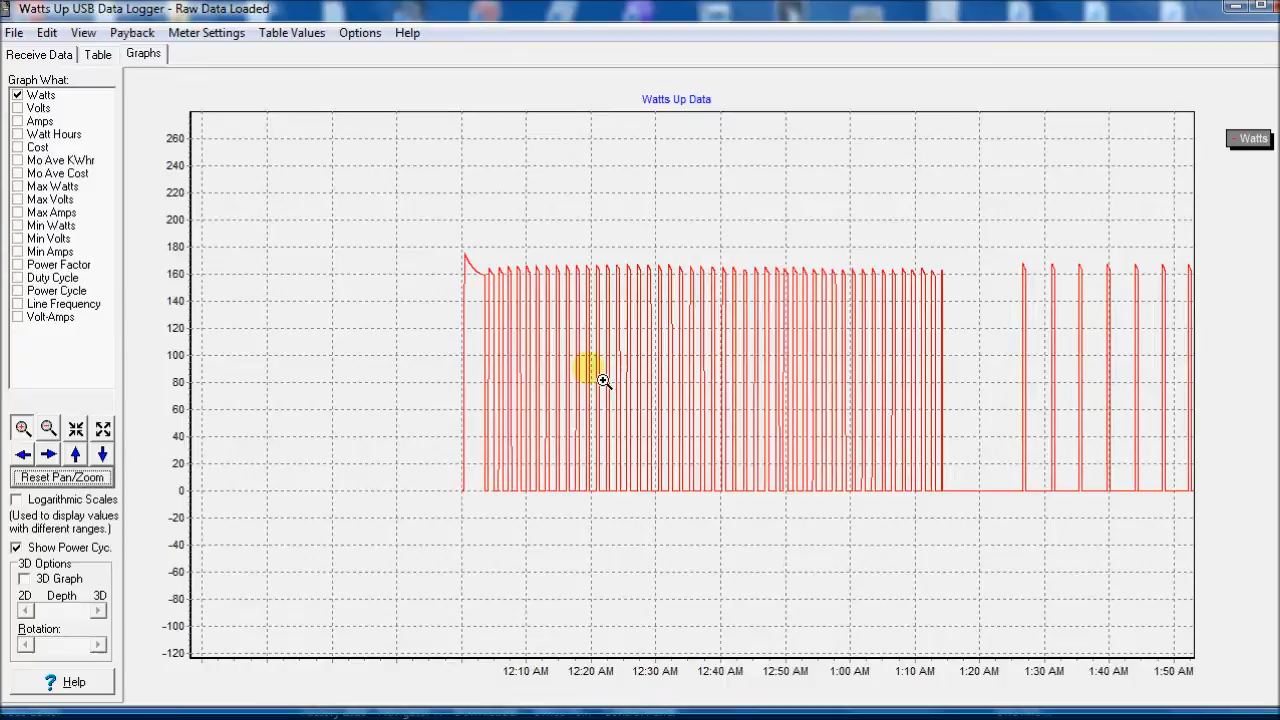 Watts Up USB Data Logger - Raw Data Loaded
File Edit View Playback Meter Settings Table Values Options Help
Receive Data Table Graphs
Graph What:
Watts
Volts
Amps
Watt Hours
Cost
Mo Ave KWhr
Mo Ave Cost
Max Watts
Max Volts
Max Amps
Min Watts
Min Volts
Min Amps
Power Factor
Duty Cycle
Power Cycle
Line Frequency
Volt-Amps
Reset Pan/Zoom
Logarithmic Scales
(Used to display values
with different ranges.)
Show Power Cyc.
3D Options
3D Graph
2D Depth 3D
Rotation:
? Help
Watts Up Data
Watts
260
240
220
200
180
160
140
120
100
80
60
40
20
0
-20
-40
-60
-80
-100
-120
12:10 AM 12:20 AM 12:30 AM 12:40 AM 12:50 AM 1:00 AM 1:10 AM 1:20 AM 1:30 AM 1:40 AM 1:50 AM